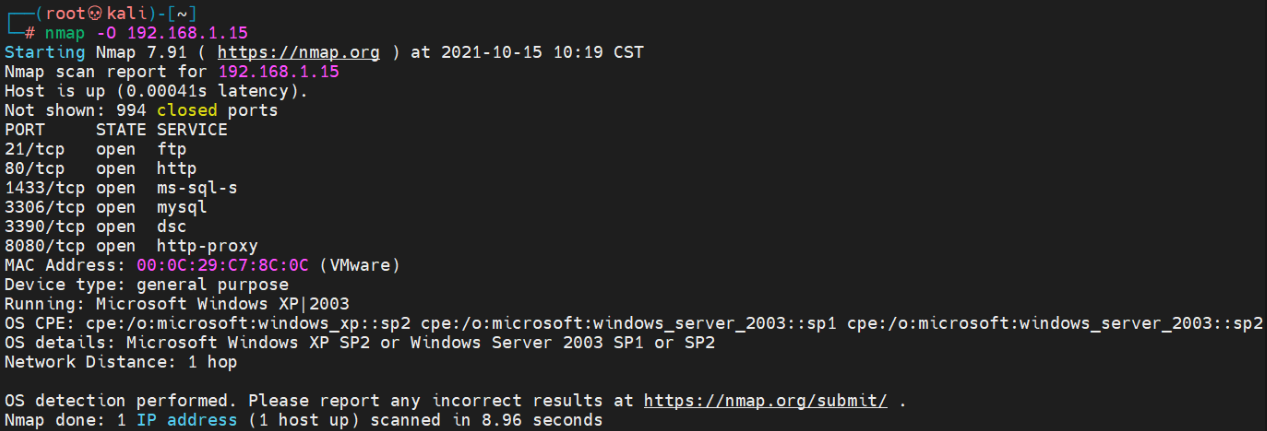 ┌──(root💀kali)-[~]
└─# nmap -O 192.168.1.15
Starting Nmap 7.91 ( https://nmap.org ) at 2021-10-15 10:19 CST
Nmap scan report for 192.168.1.15
Host is up (0.00041s latency).
Not shown: 994 closed ports
PORT     STATE SERVICE
21/tcp   open  ftp
80/tcp   open  http
1433/tcp open  ms-sql-s
3306/tcp open  mysql
3390/tcp open  dsc
8080/tcp open  http-proxy
MAC Address: 00:0C:29:C7:8C:0C (VMware)
Device type: general purpose
Running: Microsoft Windows XP|2003
OS CPE: cpe:/o:microsoft:windows_xp::sp2 cpe:/o:microsoft:windows_server_2003::sp1 cpe:/o:microsoft:windows_server_2003::sp2
OS details: Microsoft Windows XP SP2 or Windows Server 2003 SP1 or SP2
Network Distance: 1 hop

OS detection performed. Please report any incorrect results at https://nmap.org/submit/ .
Nmap done: 1 IP address (1 host up) scanned in 8.96 seconds